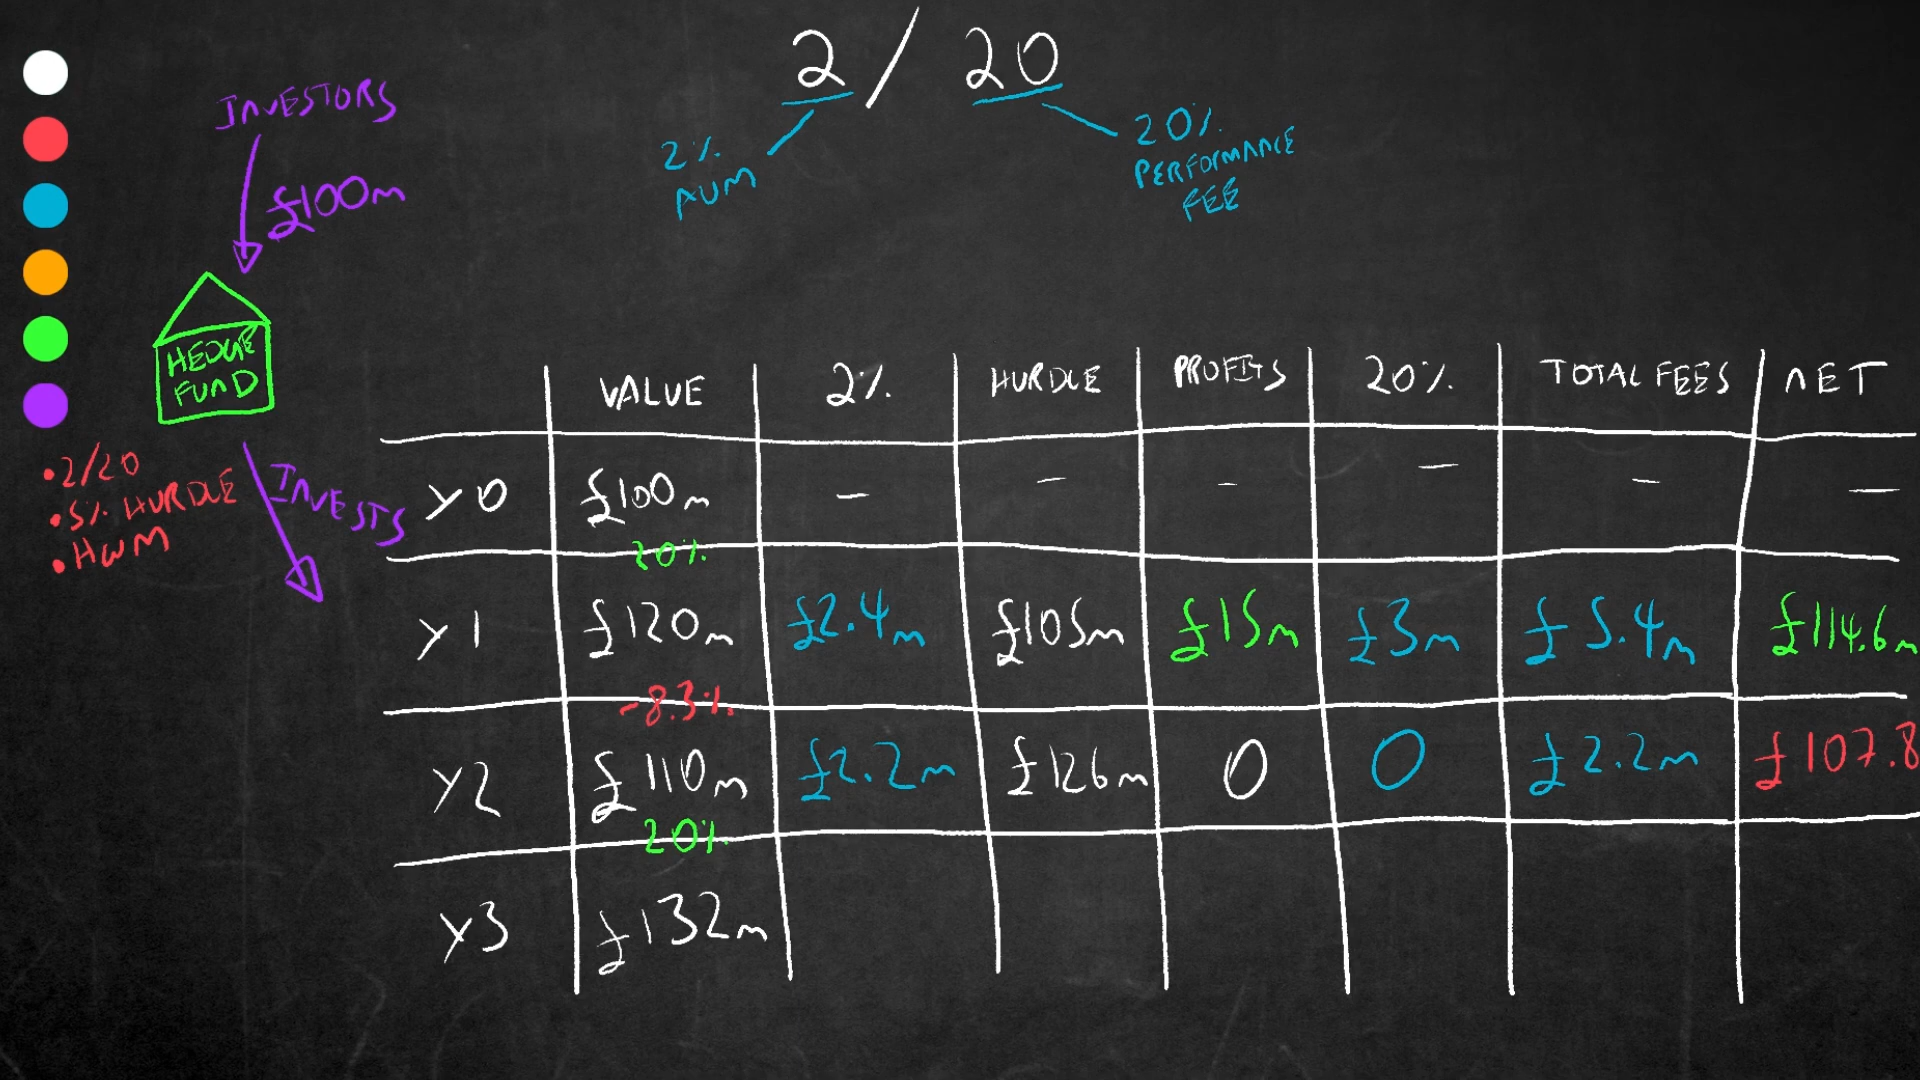 2/20
2% AUM
20% PERFORMANCE FEE
INVESTORS
£100m
HEDGE FUND
INVESTS
•2/20
•5% HURDLE
•HWM
VALUE 2% HURDLE PROFITS 20% TOTAL FEES NET
Y0 £100m - - - - - -
20%
Y1 £120m £2.4m £105m £15m £3m £5.4m £114.6m
-8.3%
Y2 £110m £2.2m £126m 0 0 £2.2m £107.8
20%
Y3 £132m